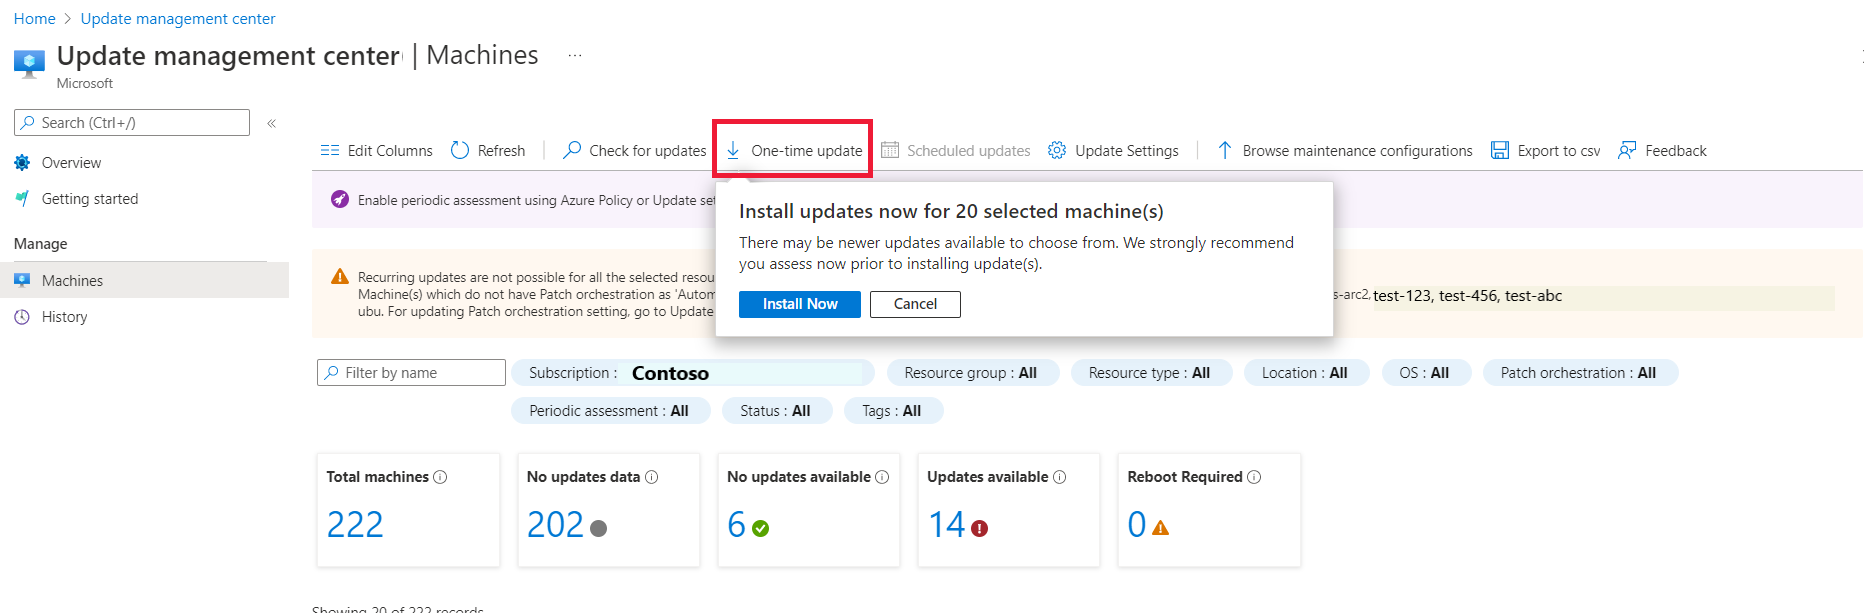 Home > Update management center
Update management center | Machines ...
Microsoft
Search (Ctrl+/) «
Overview
Getting started
Manage
Machines
History
Edit Columns Refresh Check for updates One-time update Scheduled updates Update Settings Browse maintenance configurations Export to csv Feedback
Enable periodic assessment using Azure Policy or Update set
Install updates now for 20 selected machine(s)
There may be newer updates available to choose from. We strongly recommend
you assess now prior to installing update(s).
Install Now Cancel
Recurring updates are not possible for all the selected resou
Machine(s) which do not have Patch orchestration as 'Autom s-arc2, test-123, test-456, test-abc
ubu. For updating Patch orchestration setting, go to Update
Filter by name Subscription : Contoso Resource group : All Resource type : All Location : All OS : All Patch orchestration : All
Periodic assessment : All Status : All Tags : All
Total machines No updates data No updates available Updates available Reboot Required
222 202 6 14 0
Showing 20 of 222 records